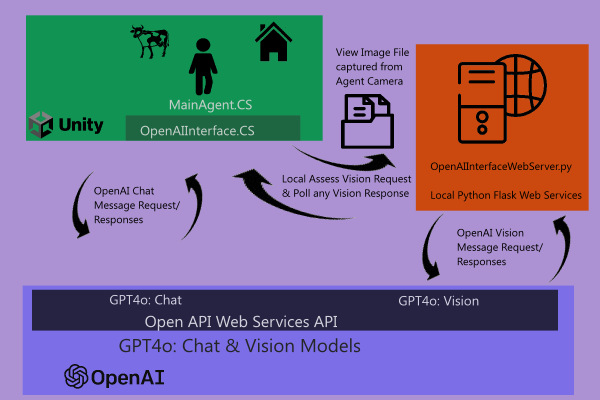 View Image File
captured from
Agent Camera
MainAgent.CS
Unity
OpenAIInterface.CS
OpenAIInterfaceWebServer.py
Local Python Flask Web Services
Local Assess Vision Request
& Poll any Vision Response
OpenAI Chat
Message Request/
Responses
OpenAI Vision
Message Request/
Responses
GPT4o: Chat
GPT4o: Vision
Open API Web Services API
GPT4o: Chat & Vision Models
OpenAI